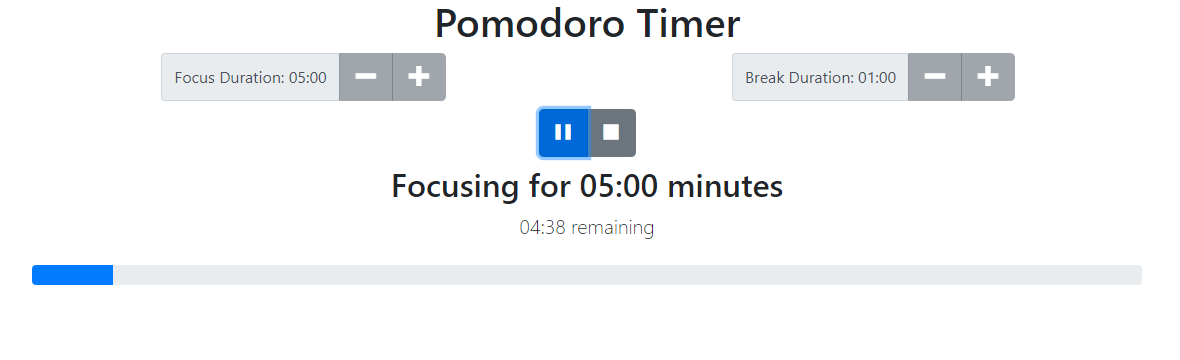 Pomodoro Timer
Focus Duration: 05:00
Break Duration: 01:00
Focusing for 05:00 minutes
04:38 remaining